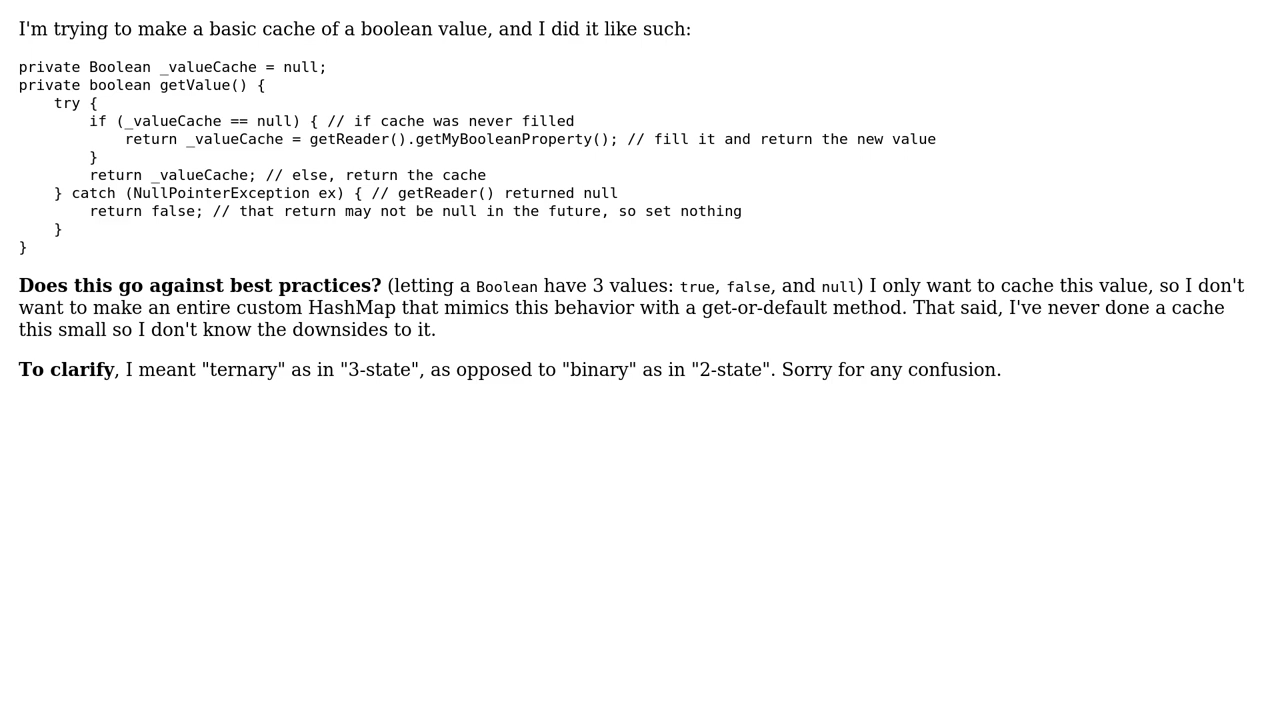 I'm trying to make a basic cache of a boolean value, and I did it like such:
private Boolean _valueCache = null;
private boolean getValue() {
    try {
        if (_valueCache == null) { // if cache was never filled
            return _valueCache = getReader().getMyBooleanProperty(); // fill it and return the new value
        }
        return _valueCache; // else, return the cache
    } catch (NullPointerException ex) { // getReader() returned null
        return false; // that return may not be null in the future, so set nothing
    }
}
Does this go against best practices? (letting a Boolean have 3 values: true, false, and null) I only want to cache this value, so I don't
want to make an entire custom HashMap that mimics this behavior with a get-or-default method. That said, I've never done a cache
this small so I don't know the downsides to it.
To clarify, I meant "ternary" as in "3-state", as opposed to "binary" as in "2-state". Sorry for any confusion.